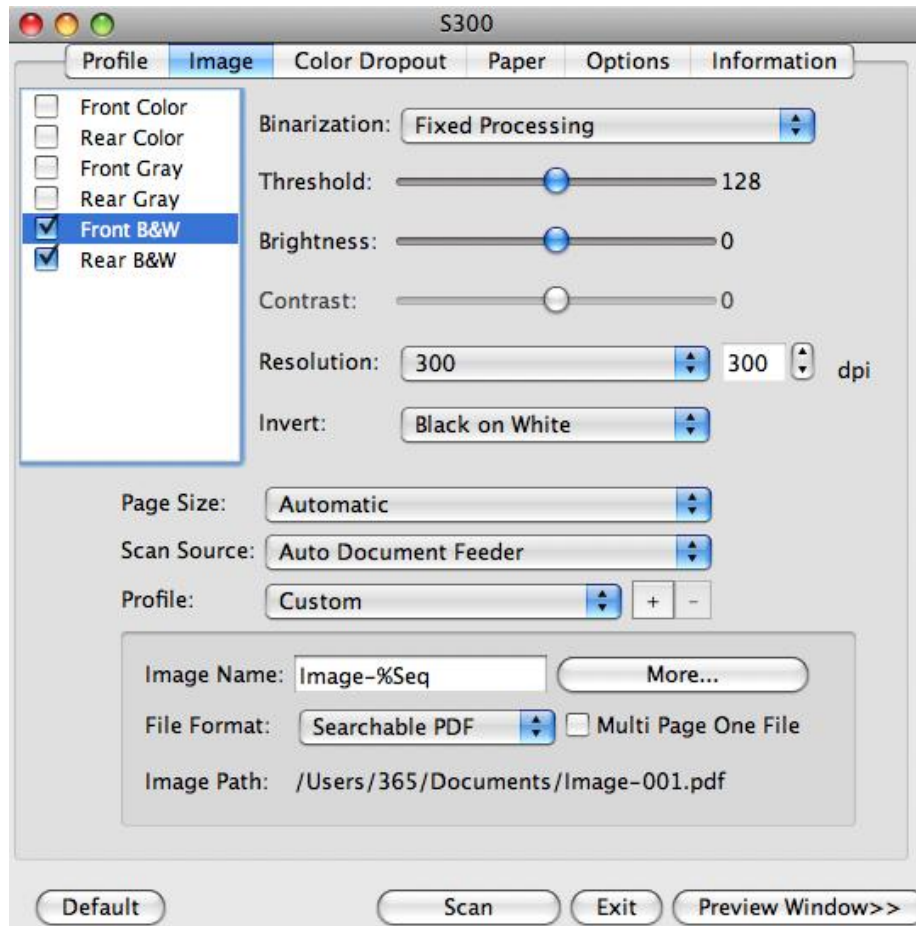 S300
Profile Image Color Dropout Paper Options Information
Front Color
Rear Color
Front Gray
Rear Gray
Front B&W
Rear B&W
Binarization: Fixed Processing
Threshold: 128
Brightness: 0
Contrast: 0
Resolution: 300 300 dpi
Invert: Black on White
Page Size: Automatic
Scan Source: Auto Document Feeder
Profile: Custom + -
Image Name: Image-%Seq More...
File Format: Searchable PDF Multi Page One File
Image Path: /Users/365/Documents/Image-001.pdf
Default Scan Exit Preview Window>>